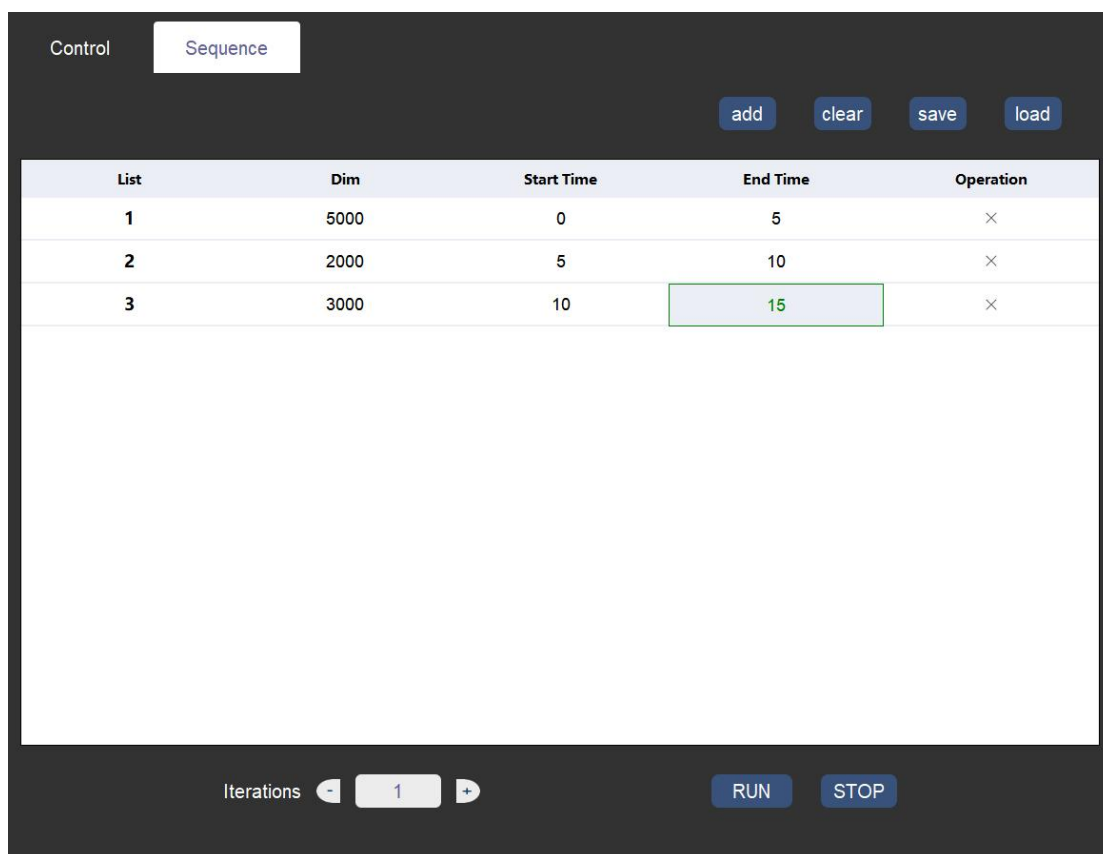 Control Sequence
add clear save load
List Dim Start Time End Time Operation
1 5000 0 5 ×
2 2000 5 10 ×
3 3000 10 15 ×
Iterations - 1 + RUN STOP